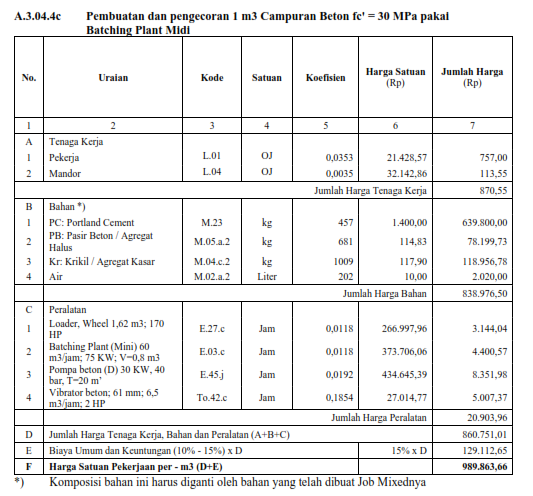 A.3.04.4c Pembuatan dan pengecoran 1 m3 Campuran Beton fc' = 30 MPa pakai
Batching Plant Midi
No. Uraian Kode Satuan Koefisien Harga Satuan (Rp) Jumlah Harga (Rp)
1 2 3 4 5 6 7
A Tenaga Kerja
1 Pekerja L.01 OJ 0,0353 21.428,57 757,00
2 Mandor L.04 OJ 0,0035 32.142,86 113,55
Jumlah Harga Tenaga Kerja 870,55
B Bahan *)
1 PC: Portland Cement M.23 kg 457 1.400,00 639.800,00
2 PB: Pasir Beton / Agregat Halus M.05.a.2 kg 681 114,83 78.199,73
3 Kr: Krikil / Agregat Kasar M.04.c.2 kg 1009 117,90 118.956,78
4 Air M.02.a.2 Liter 202 10,00 2.020,00
Jumlah Harga Bahan 838.976,50
C Peralatan
1 Loader, Wheel 1,62 m3; 170 HP E.27.c Jam 0,0118 266.997,96 3.144,04
2 Batching Plant (Mini) 60 m3/jam; 75 KW; V=0,8 m3 E.03.c Jam 0,0118 373.706,06 4.400,57
3 Pompa beton (D) 30 KW, 40 bar, T=20 m' E.45.j Jam 0,0192 434.645,39 8.351,98
4 Vibrator beton; 61 mm; 6,5 m3/jam; 2 HP To.42.c Jam 0,1854 27.014,77 5.007,37
Jumlah Harga Peralatan 20.903,96
D Jumlah Harga Tenaga Kerja, Bahan dan Peralatan (A+B+C) 860.751,01
E Biaya Umum dan Keuntungan (10% - 15%) x D 15% x D 129.112,65
F Harga Satuan Pekerjaan per - m3 (D+E) 989.863,66
*) Komposisi bahan ini harus diganti oleh bahan yang telah dibuat Job Mixednya